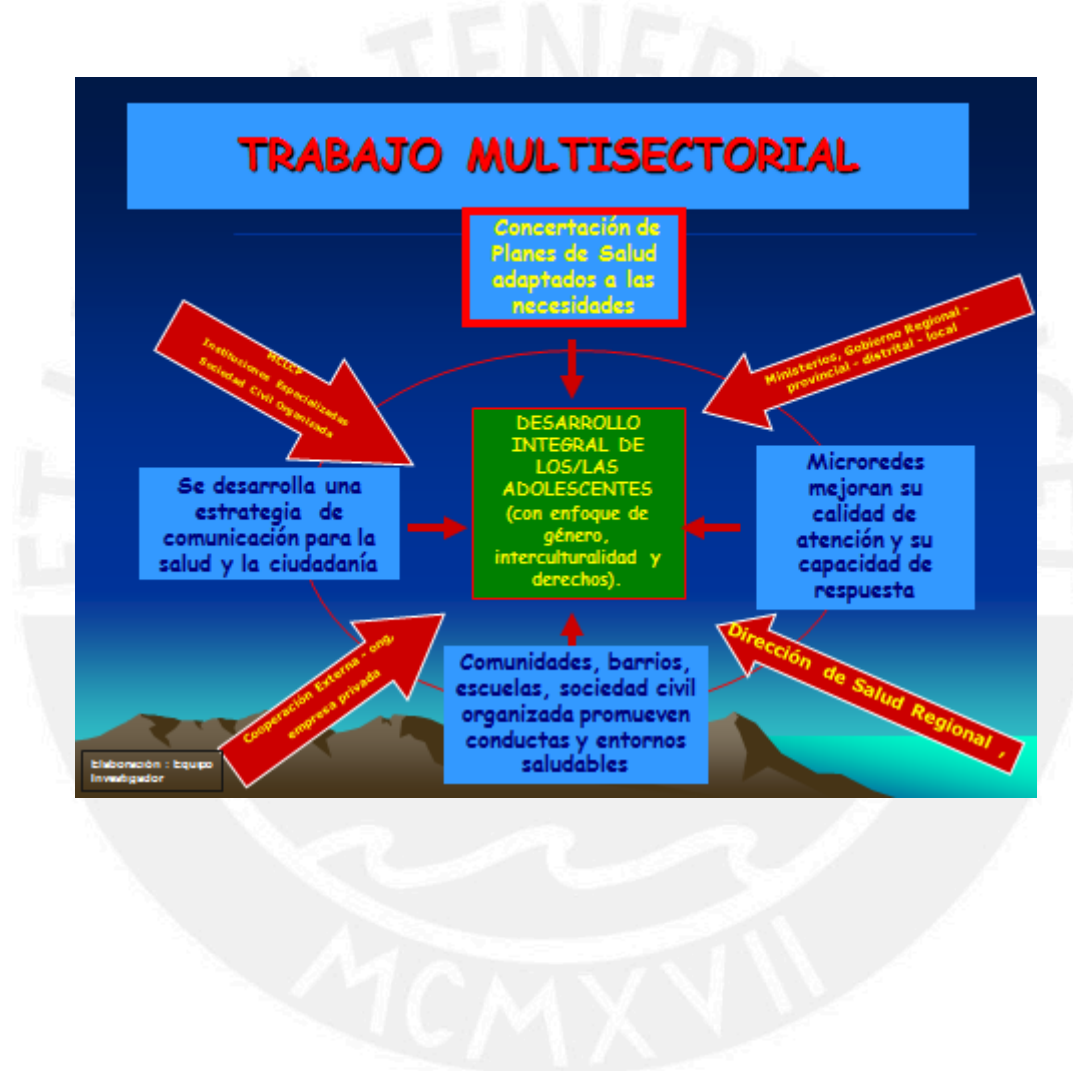 TRABAJO MULTISECTORIAL
Concertación de
Planes de Salud
adaptados a las
necesidades
MCLCP
Instituciones Especializadas
Sociedad Civil Organizada
Ministerios, Gobierno Regional -
provincial - distrital - local
DESARROLLO
INTEGRAL DE
LOS/LAS
ADOLESCENTES
(con enfoque de
género,
interculturalidad y
derechos).
Se desarrolla una
estrategia de
comunicación para la
salud y la ciudadanía
Microredes
mejoran su
calidad de
atención y su
capacidad de
respuesta
Cooperación Externa - ong,
empresa privada
Comunidades, barrios,
escuelas, sociedad civil
organizada promueven
conductas y entornos
saludables
Dirección de Salud Regional ,
Elaboración : Equipo
Investigador
TENEB
MCMXVII